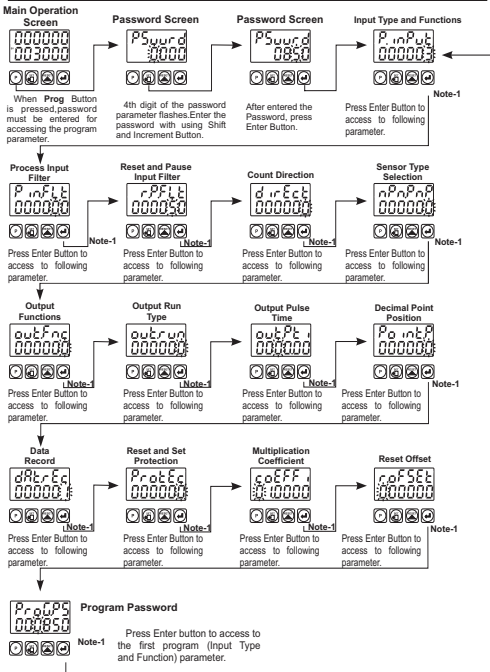 Main Operation
Screen
000000
003000
P
When Prog Button
is pressed,password
must be entered for
accessing the program
parameter.
Password Screen
PSwrd
0000
P
4th digit of the password
parameter flashes.Enter the
password with using Shift
and Increment Button.
Password Screen
PSwrd
0850
P
After entered the
Password, press
Enter Button.
Input Type and Functions
P.inPut
000003
P
Note-1
Press Enter Button to
access to following
parameter.
Process Input
Filter
P inFLt
P
Note-1
Press Enter Button to
access to following
parameter.
Reset and Pause
Input Filter
rPFLt
000050
P
Note-1
Press Enter Button to
access to following
parameter.
Count Direction
dirEct
000000
P
Note-1
Press Enter Button to
access to following
parameter.
Sensor Type
Selection
nPnPnP
000000
P
Note-1
Press Enter Button to
access to following
parameter.
Output
Functions
outFnc
000000
P
Note-1
Press Enter Button to
access to following
parameter.
Output Run
Type
outrun
000000
P
Note-1
Press Enter Button to
access to following
parameter.
Output Pulse
Time
outPti
P
Note-1
Press Enter Button to
access to following
parameter.
Decimal Point
Position
PointP
000000
P
Note-1
Press Enter Button to
access to following
parameter.
Data
Record
dAtrEc
000001
P
Note-1
Press Enter Button to
access to following
parameter.
Reset and Set
Protection
ProtEc
000000
P
Note-1
Press Enter Button to
access to following
parameter.
Multiplication
Coefficient
coEFFi
01.0000
P
Note-1
Press Enter Button to
access to following
parameter.
Reset Offset
roFSEt
000000
P
Note-1
Press Enter Button to
access to following
parameter.
ProGPS
000850
P
Program Password
Note-1
Press Enter button to access to
the first program (Input Type
and Function) parameter.